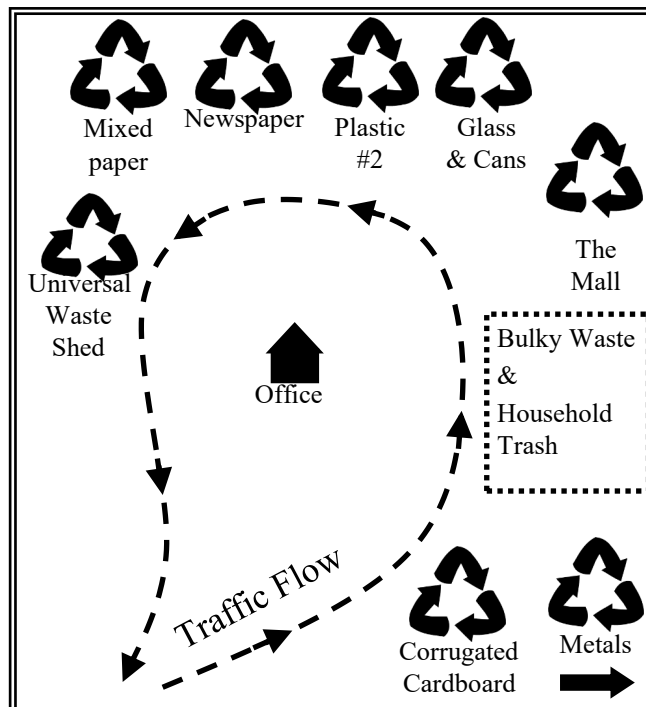 Mixed
paper
Newspaper
Plastic
#2
Glass
& Cans
The
Mall
Universal
Waste
Shed
Bulky Waste
&
Household
Trash
Office
Traffic Flow
Corrugated
Cardboard
Metals